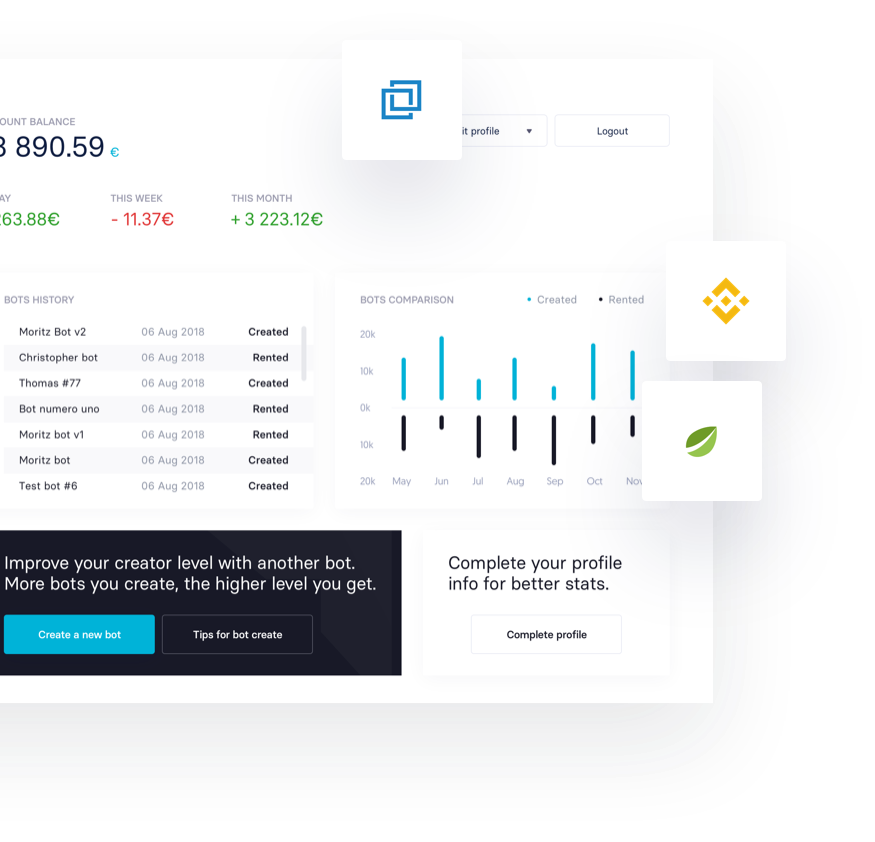 OUNT BALANCE
3 890.59 €
it profile
Logout
AY
THIS WEEK
THIS MONTH
263.88€
- 11.37€
+ 3 223.12€
BOTS HISTORY
Moritz Bot v2 06 Aug 2018 Created
Christopher bot 06 Aug 2018 Rented
Thomas #77 06 Aug 2018 Created
Bot numero uno 06 Aug 2018 Rented
Moritz bot v1 06 Aug 2018 Rented
Moritz bot 06 Aug 2018 Created
Test bot #6 06 Aug 2018 Created
BOTS COMPARISON
Created
Rented
20k
10k
0k
10k
20k
May Jun Jul Aug Sep Oct Nov
Improve your creator level with another bot.
More bots you create, the higher level you get.
Create a new bot
Tips for bot create
Complete your profile
info for better stats.
Complete profile